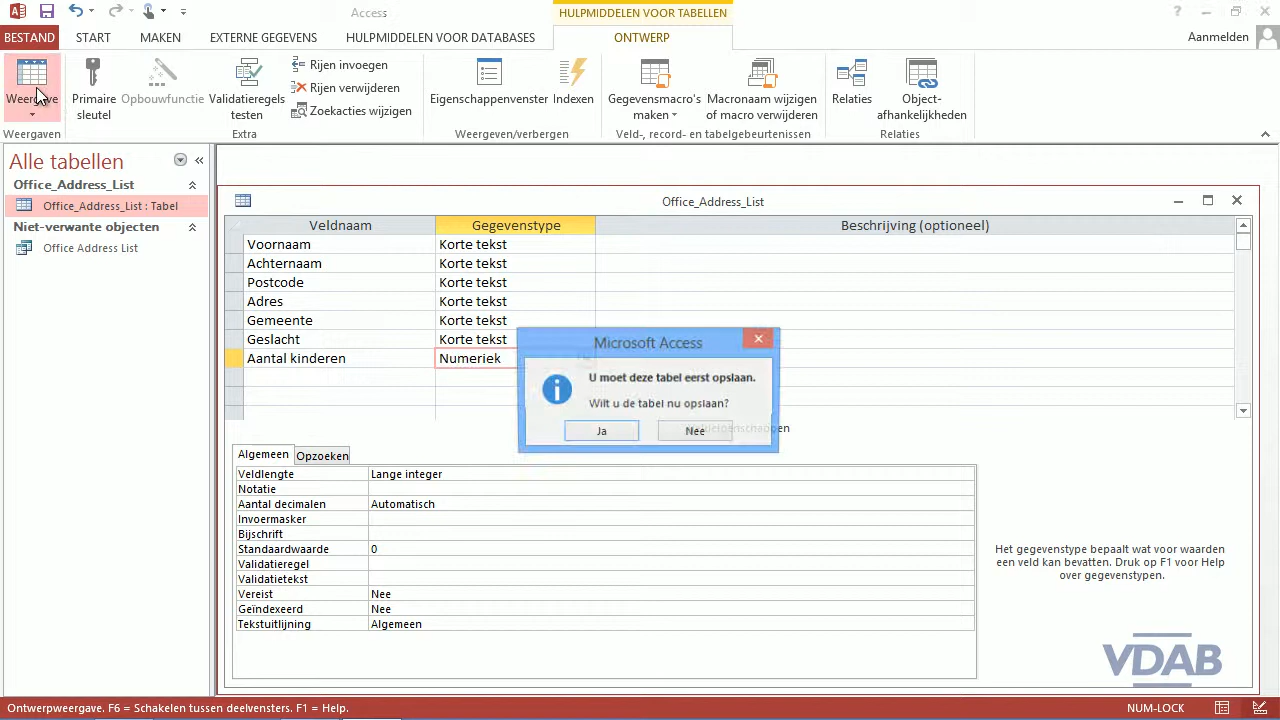 Access
HULPMIDDELEN VOOR TABELLEN
BESTAND
START
MAKEN
EXTERNE GEGEVENS
HULPMIDDELEN VOOR DATABASES
ONTWERP
Aanmelden
Weergave
Primaire sleutel
Opbouwfunctie
Validatieregels testen
Rijen invoegen
Rijen verwijderen
Zoekacties wijzigen
Eigenschappenvenster
Indexen
Gegevensmacro's maken
Macronaam wijzigen of macro verwijderen
Relaties
Object-afhankelijkheden
Weergaven
Extra
Weergeven/verbergen
Veld-, record- en tabelgebeurtenissen
Relaties
Alle tabellen
Office_Address_List
Office_Address_List : Tabel
Niet-verwante objecten
Office Address List
Office_Address_List
Veldnaam Gegevenstype Beschrijving (optioneel)
Voornaam Korte tekst
Achternaam Korte tekst
Postcode Korte tekst
Adres Korte tekst
Gemeente Korte tekst
Geslacht Korte tekst
Aantal kinderen Numeriek
Microsoft Access
U moet deze tabel eerst opslaan.
Wilt u de tabel nu opslaan?
Ja
Nee
Algemeen Opzoeken
Veldlengte Lange integer
Notatie
Aantal decimalen Automatisch
Invoermasker
Bijschrift
Standaardwaarde 0
Validatieregel
Validatietekst
Vereist Nee
Geïndexeerd Nee
Tekstuitlijning Algemeen
Het gegevenstype bepaalt wat voor waarden
een veld kan bevatten. Druk op F1 voor Help
over gegevenstypen.
VDAB
Ontwerpweergave. F6 = Schakelen tussen deelvensters. F1 = Help.
NUM-LOCK